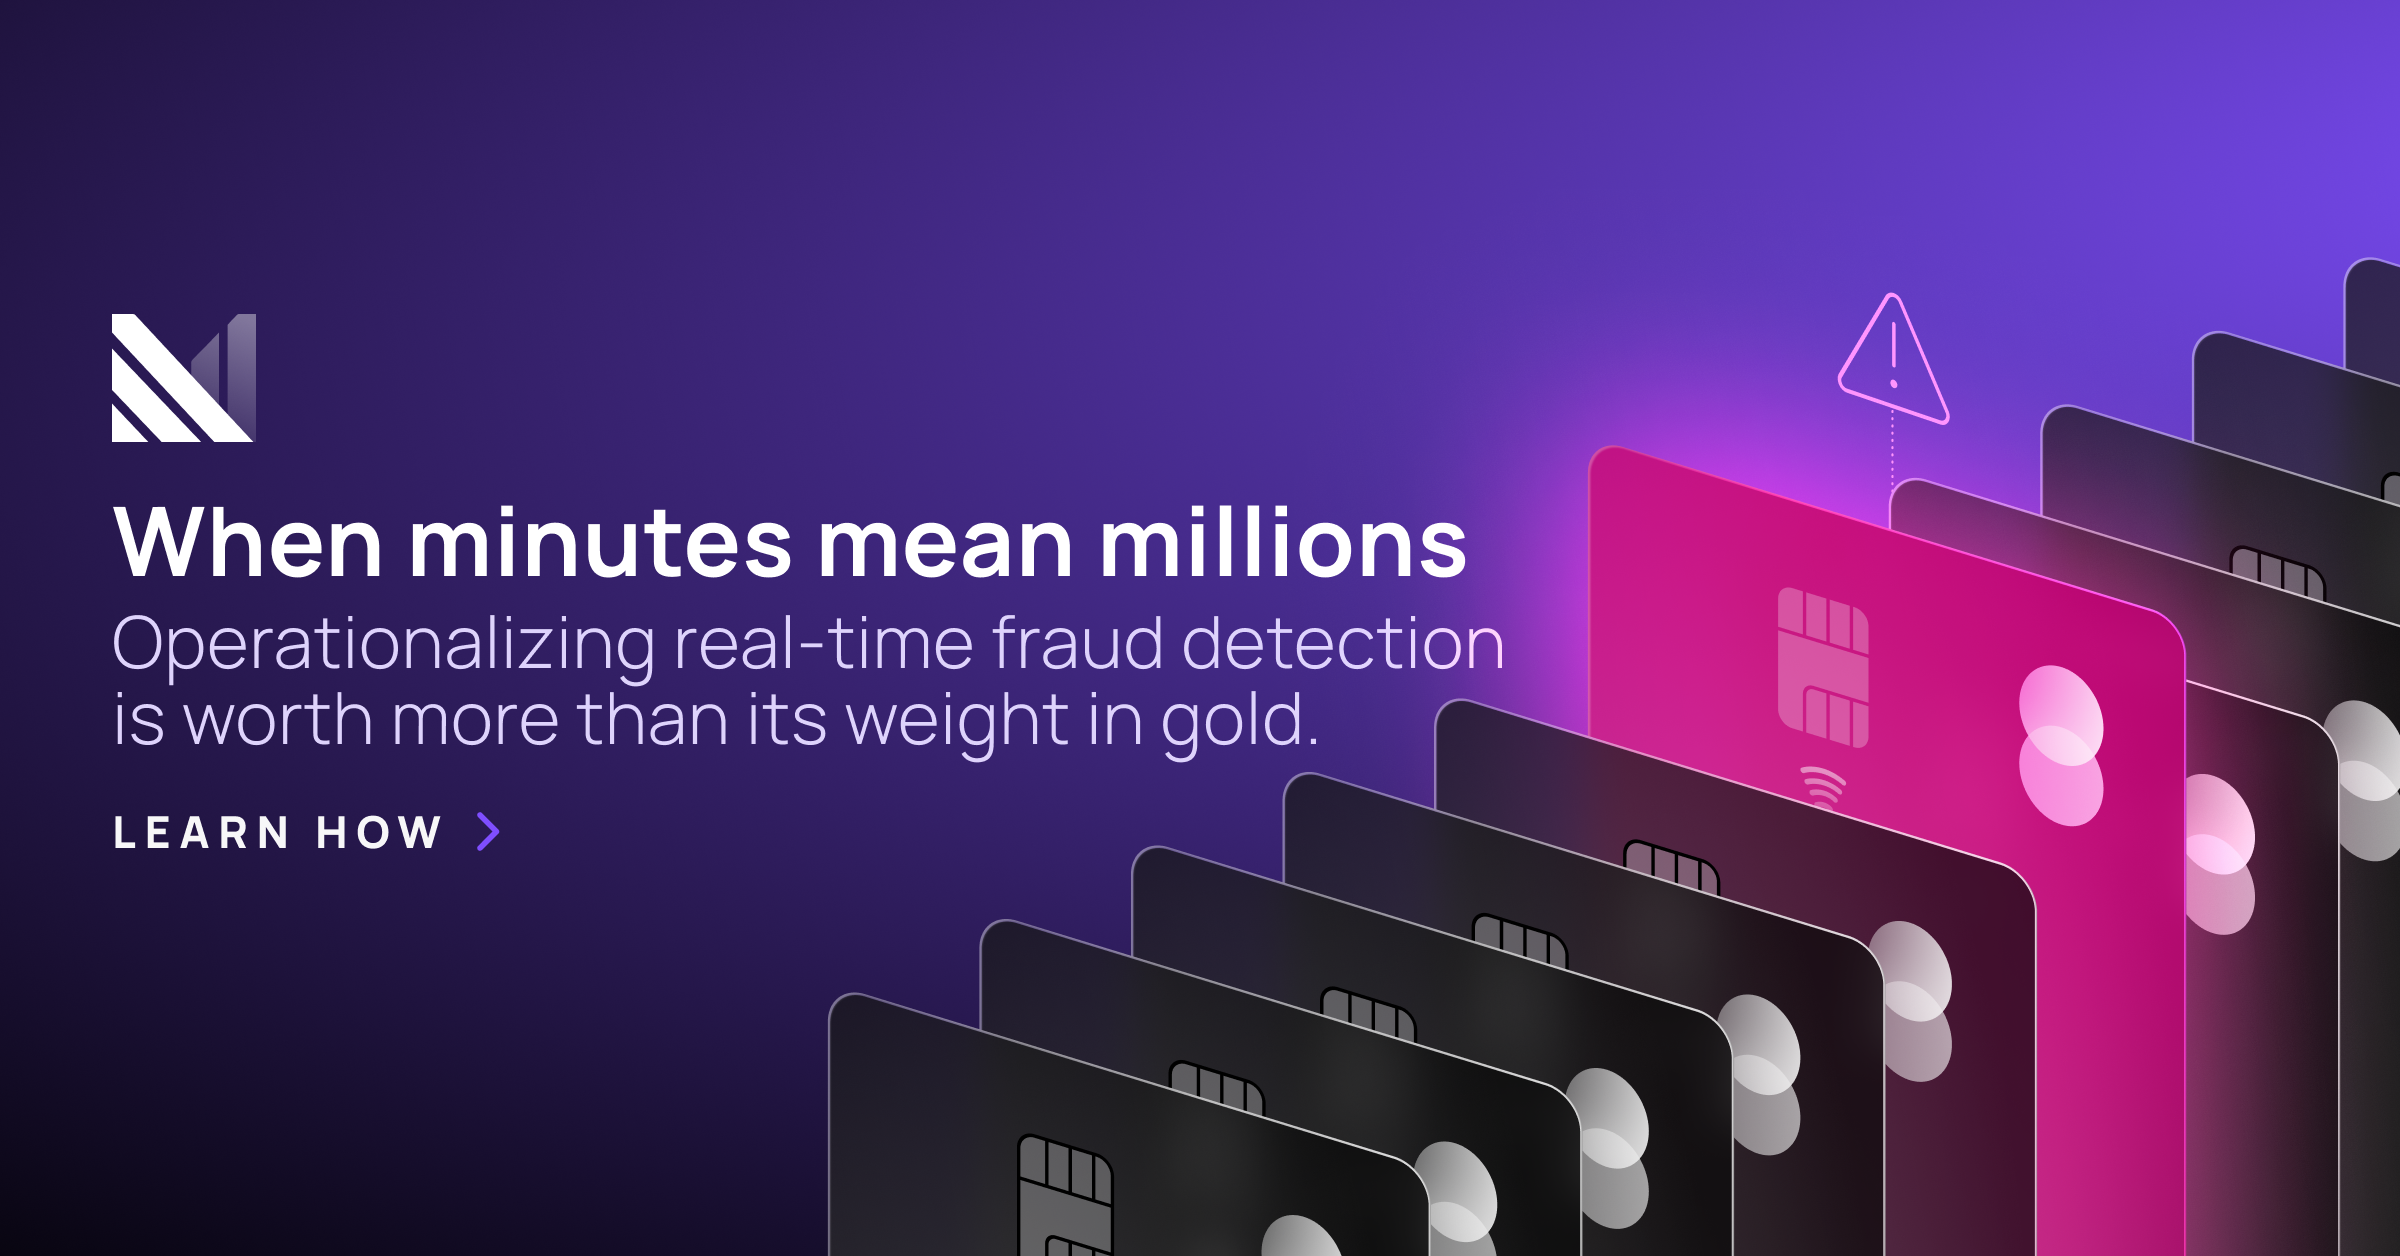 When minutes mean millions
Operationalizing real-time fraud detection
is worth more than its weight in gold.
LEARN HOW